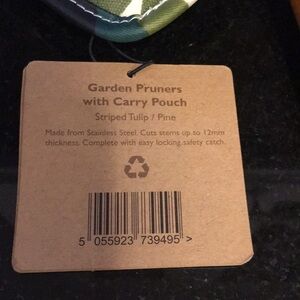 Garden Pruners
with Carry Pouch
Striped Tulip / Pine
Made from Stainless Steel. Cuts stems up to 12mm
thickness. Complete with easy locking safety catch.
5 055923 739495 >